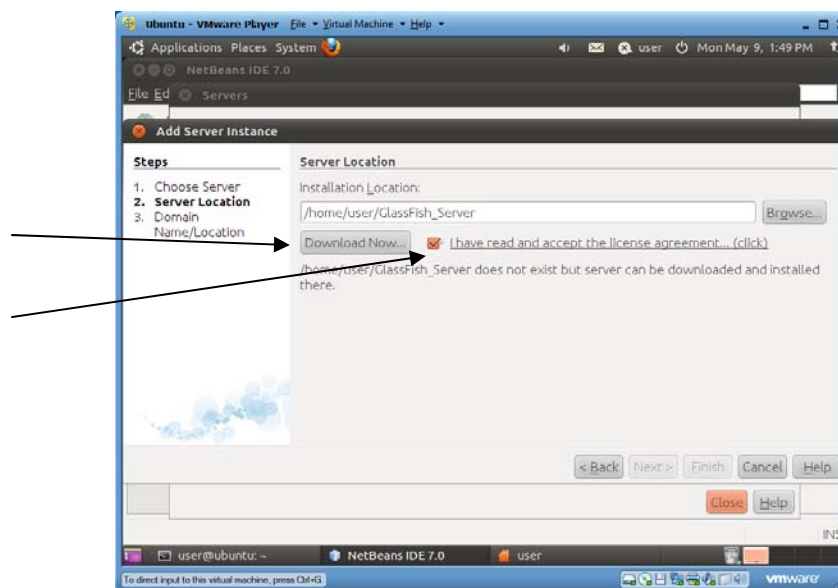 Ubuntu - VMware Player File Virtual Machine Help
Applications Places System user Mon May 9, 1:49 PM
NetBeans IDE 7.0
File Ed Servers
Add Server Instance
Steps
1. Choose Server
2. Server Location
3. Domain
Name/Location
Server Location
Installation Location:
/home/user/GlassFish_Server Browse...
Download Now... I have read and accept the license agreement... (click)
/home/user/GlassFish_Server does not exist but server can be downloaded and installed
there.
< Back Next > Finish Cancel Help
Close Help
INS
user@ubuntu: ~ NetBeans IDE 7.0 user
To direct input to this virtual machine, press Ctrl+G. vmware